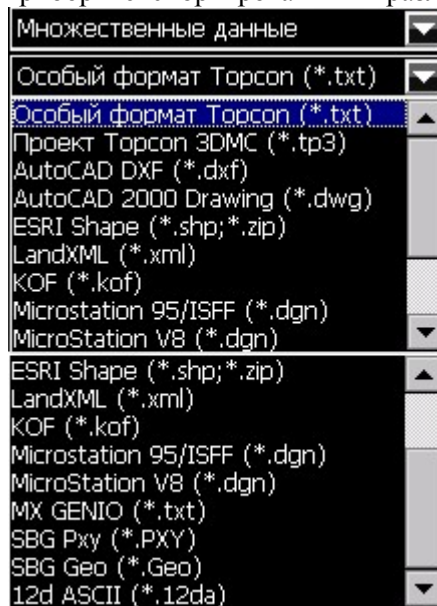 Множественные данные
Особый формат Topcon (*.txt)
Особый формат Topcon (*.txt)
Проект Topcon 3DMC (*.tp3)
AutoCAD DXF (*.dxf)
AutoCAD 2000 Drawing (*.dwg)
ESRI Shape (*.shp;*.zip)
LandXML (*.xml)
KOF (*.kof)
Microstation 95/ISFF (*.dgn)
MicroStation V8 (*.dgn)
ESRI Shape (*.shp;*.zip)
LandXML (*.xml)
KOF (*.kof)
Microstation 95/ISFF (*.dgn)
MicroStation V8 (*.dgn)
MX GENIO (*.txt)
SBG Pxy (*.PXY)
SBG Geo (*.Geo)
12d ASCII (*.12da)